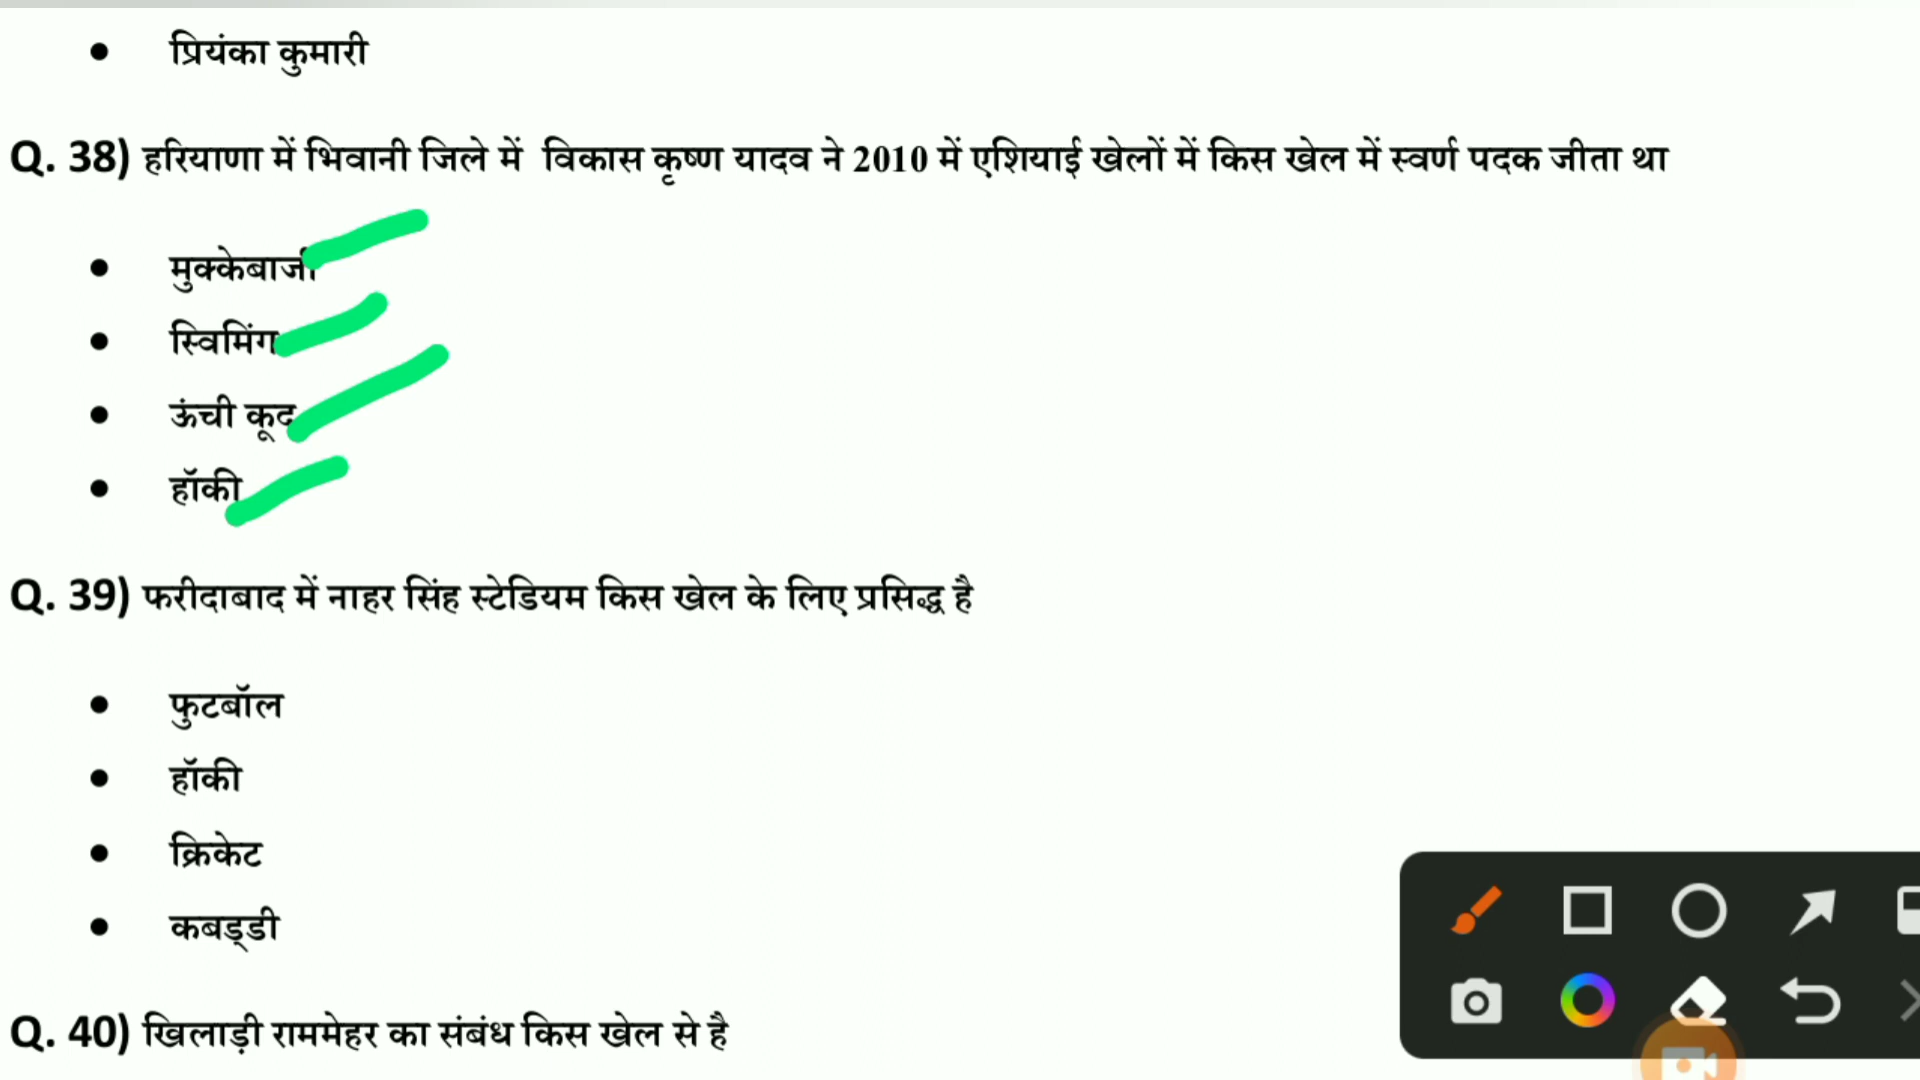 • प्रियंका कुमारी
Q. 38) हरियाणा में भिवानी जिले में विकास कृष्ण यादव ने 2010 में एशियाई खेलों में किस खेल में स्वर्ण पदक जीता था
• मुक्केबाजी
• स्विमिंग
• ऊंची कूद
• हॉकी
Q. 39) फरीदाबाद में नाहर सिंह स्टेडियम किस खेल के लिए प्रसिद्ध है
• फुटबॉल
• हॉकी
• क्रिकेट
• कबड्डी
Q. 40) खिलाड़ी राममेहर का संबंध किस खेल से है